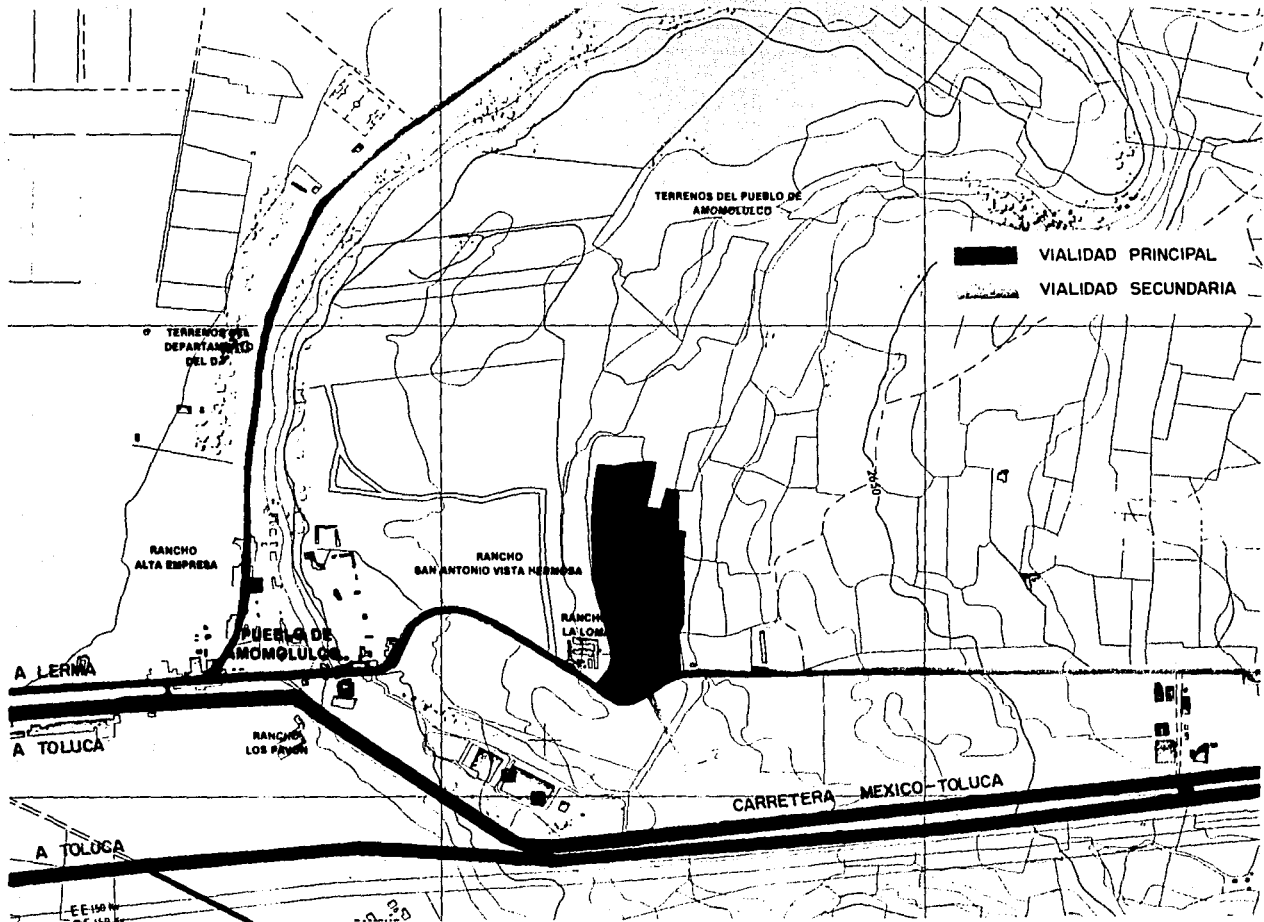 TERRENOS DEL PUEBLO DE
AMOMOLULCO
VIALIDAD PRINCIPAL
VIALIDAD SECUNDARIA
TERRENOS DEL
DEPARTAMENTO
DEL D.F.
2650
RANCHO
ALTA EMPRESA
RANCHO
SAN ANTONIO VISTA HERMOSA
RANCHO
LA LOMA
PUEBLO DE
AMOMOLULCO
A LERMA
A TOLUCA
RANCHO
LOS PAVON
CARRETERA MEXICO-TOLUCA
A TOLUCA